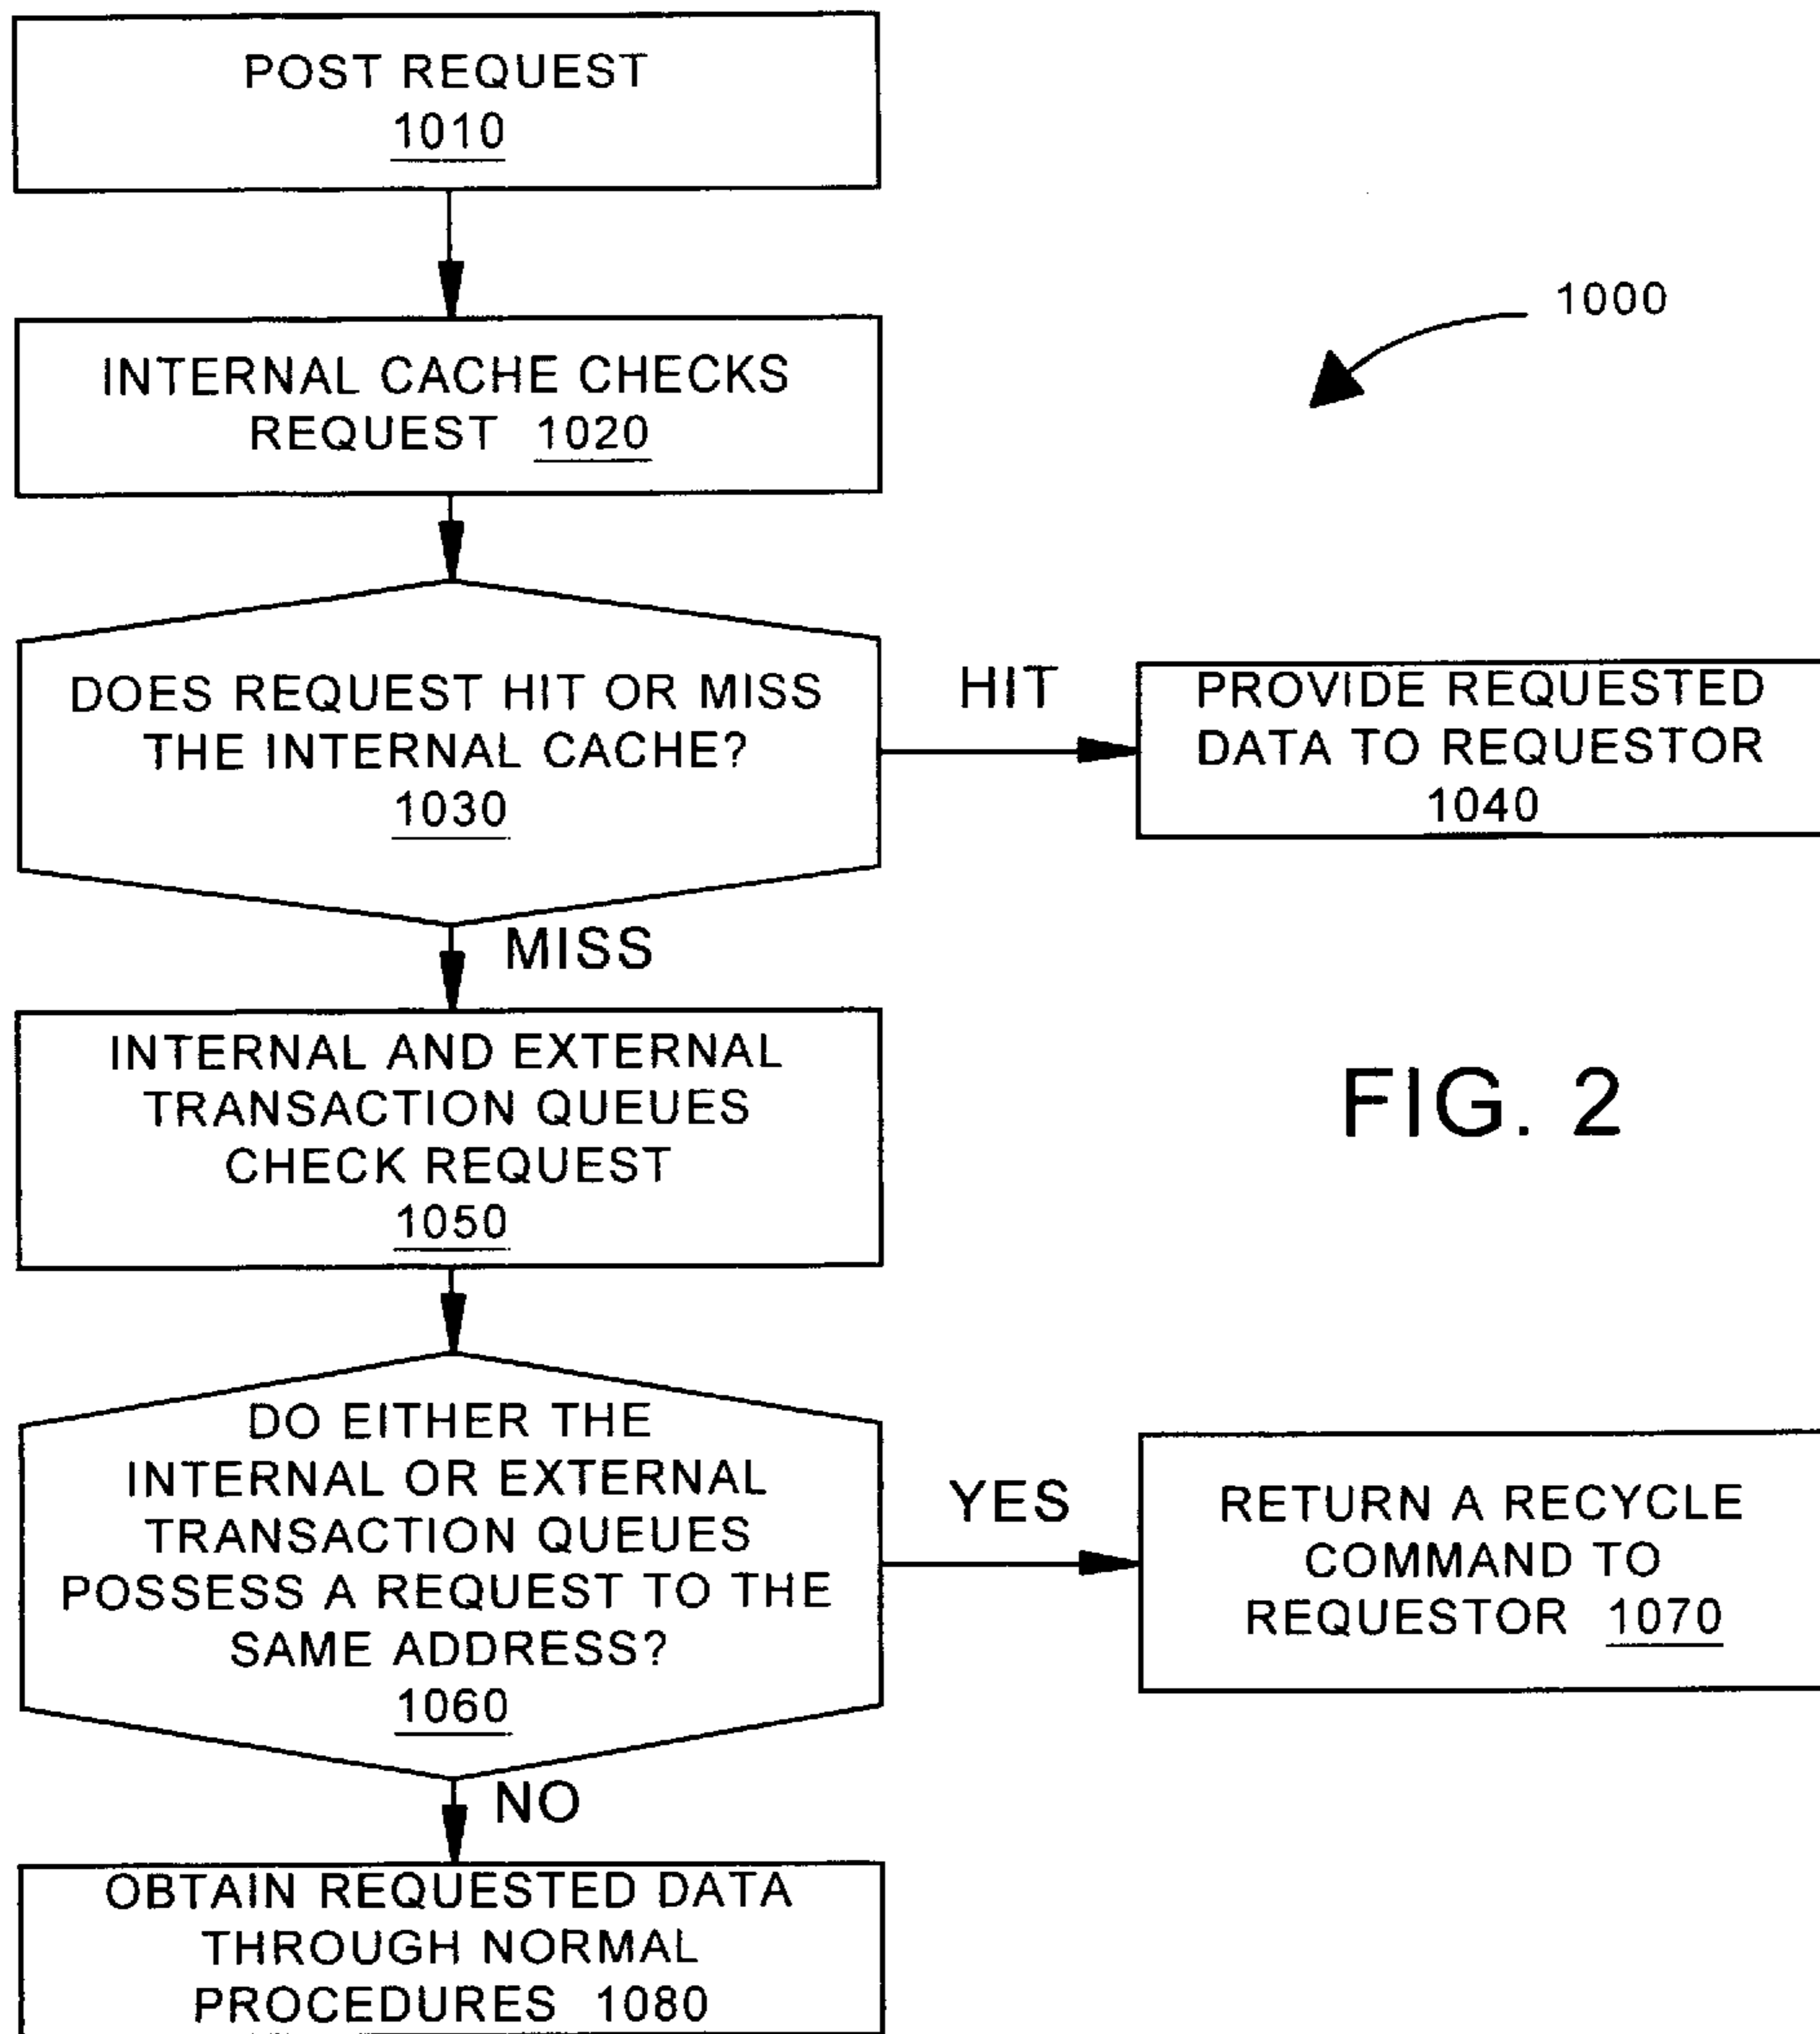 POST REQUEST
1010
1000
INTERNAL CACHE CHECKS
REQUEST 1020
DOES REQUEST HIT OR MISS
THE INTERNAL CACHE?
1030
HIT
PROVIDE REQUESTED
DATA TO REQUESTOR
1040
MISS
INTERNAL AND EXTERNAL
TRANSACTION QUEUES
CHECK REQUEST
1050
FIG. 2
DO EITHER THE
INTERNAL OR EXTERNAL
TRANSACTION QUEUES
POSSESS A REQUEST TO THE
SAME ADDRESS?
1060
YES
RETURN A RECYCLE
COMMAND TO
REQUESTOR 1070
NO
OBTAIN REQUESTED DATA
THROUGH NORMAL
PROCEDURES 1080